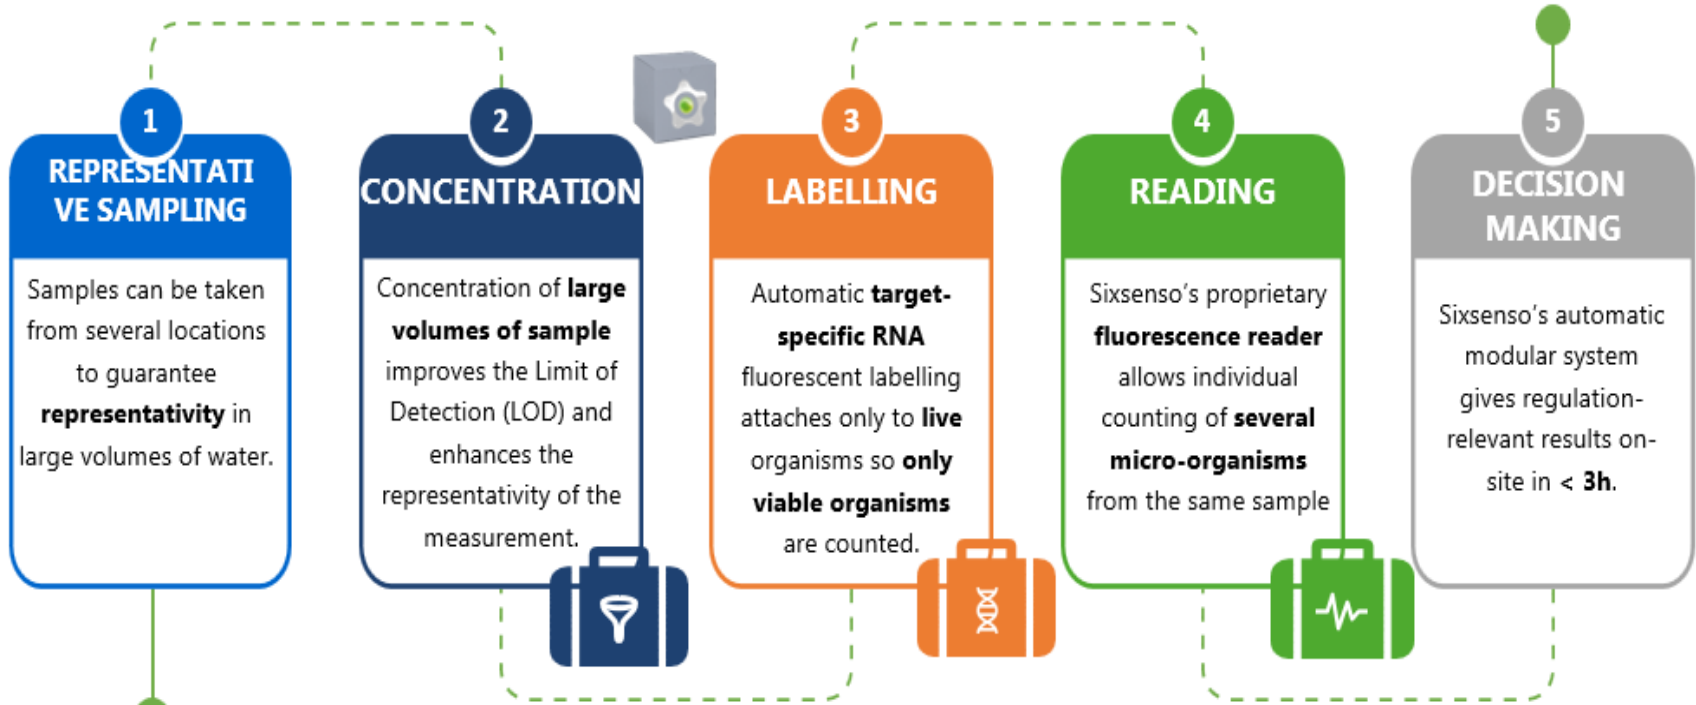 1
REPRESENTATI
VE SAMPLING
Samples can be taken
from several locations
to guarantee
representativity in
large volumes of water.
2
CONCENTRATION
Concentration of large
volumes of sample
improves the Limit of
Detection (LOD) and
enhances the
representativity of the
measurement.
3
LABELLING
Automatic target-
specific RNA
fluorescent labelling
attaches only to live
organisms so only
viable organisms
are counted.
4
READING
Sixsenso's proprietary
fluorescence reader
allows individual
counting of several
micro-organisms
from the same sample
5
DECISION
MAKING
Sixsenso's automatic
modular system
gives regulation-
relevant results on-
site in < 3h.